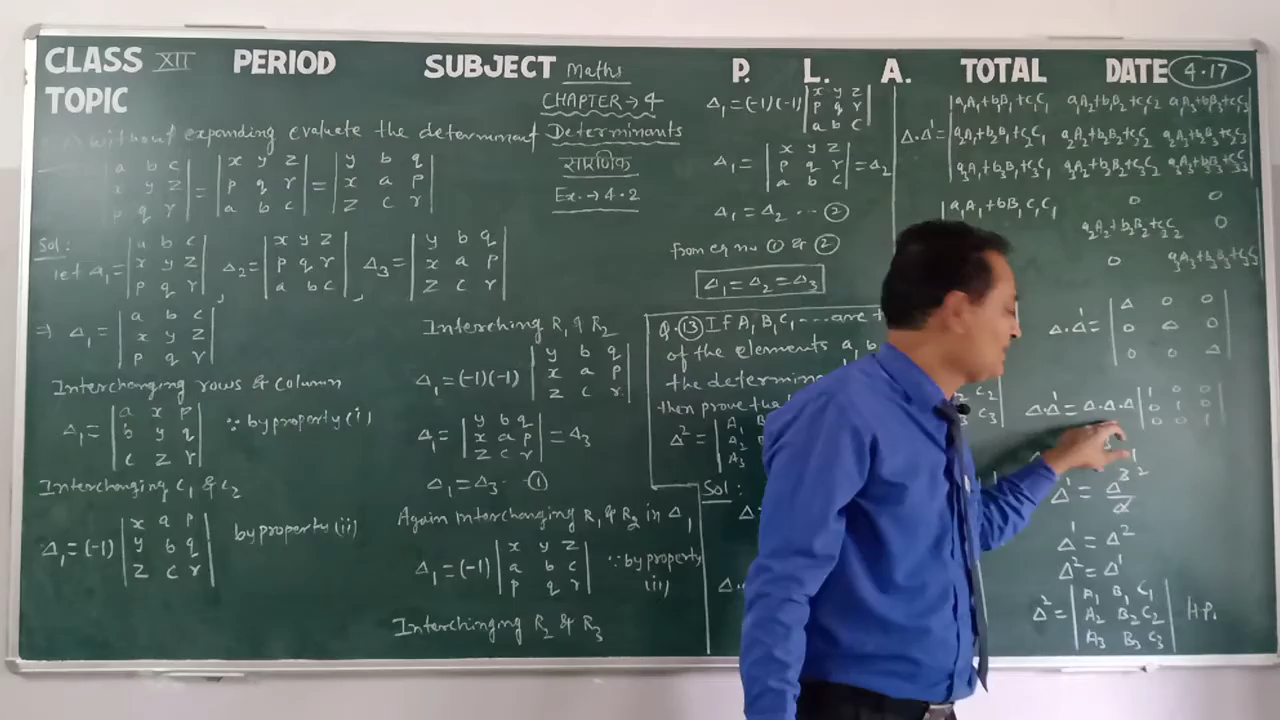 CLASS XII PERIOD SUBJECT Maths P. L. A. TOTAL DATE 4.17
TOPIC
CHAPTER → 4
Determinants
सारणिक
Ex. → 4.2
without expanding evaluate the determinant
a b c
x y z
p q r
=
x y z
p q r
a b c
=
y b q
x a p
z c r
Sol:
let Δ₁ =
a b c
x y z
p q r
, Δ₂ =
x y z
p q r
a b c
, Δ₃ =
y b q
x a p
z c r
⇒ Δ₁ =
a b c
x y z
p q r
Interchanging rows & column
Δ₁ =
a x p
b y q
c z r
∵ by property (i)
Interchanging C₁ & C₂
Δ₁ = (-1)
x a p
y b q
z c r
by property (ii)
Interching R₁ & R₂
Δ₁ = (-1)(-1)
y b q
x a p
z c r
Δ₁ =
y b q
x a p
z c r
= Δ₃
Δ₁ = Δ₃ -- ①
Again Interchanging R₁ & R₂ in Δ₁
Δ₁ = (-1)
x y z
a b c
p q r
∵ by property
(ii)
Interchinging R₂ & R₃
Δ₁ = (-1)(-1)
x y z
p q r
a b c
Δ₁ =
x y z
p q r
a b c
= Δ₂
Δ₁ = Δ₂ --- ②
from eq no ① & ②
Δ₁ = Δ₂ = Δ₃
Q. ⑬ If A₁ B₁ C₁ .... are
of the elements a, b
the determin
then prove tha
Δ² =
A₁
A₂
A₃
C₂
C₃
Sol:
Δ·Δ' =
a₁A₁+b₁B₁+c₁C₁ a₁A₂+b₁B₂+c₁C₂ a₁A₃+b₁B₃+c₁C₃
a₂A₁+b₂B₁+c₂C₁ a₂A₂+b₂B₂+c₂C₂ a₂A₃+b₂B₃+c₂C₃
a₃A₁+b₃B₁+c₃C₁ a₃A₂+b₃B₂+c₃C₂ a₃A₃+b₃B₃+c₃C₃
a₁A₁+bB₁c₁C₁ 0 0
a₂A₂+b₂B₂+c₂C₂ 0
0 a₃A₃+b₃B₃+c₃C₃
Δ·Δ' =
Δ 0 0
0 Δ 0
0 0 Δ
Δ·Δ' = Δ·Δ·Δ
1 0 0
0 1 0
0 0 1
Δ' = Δ³ ² / Δ
Δ' = Δ²
Δ² = Δ'
Δ² =
A₁ B₁ C₁
A₂ B₂ C₂
A₃ B₃ C₃
H·P.